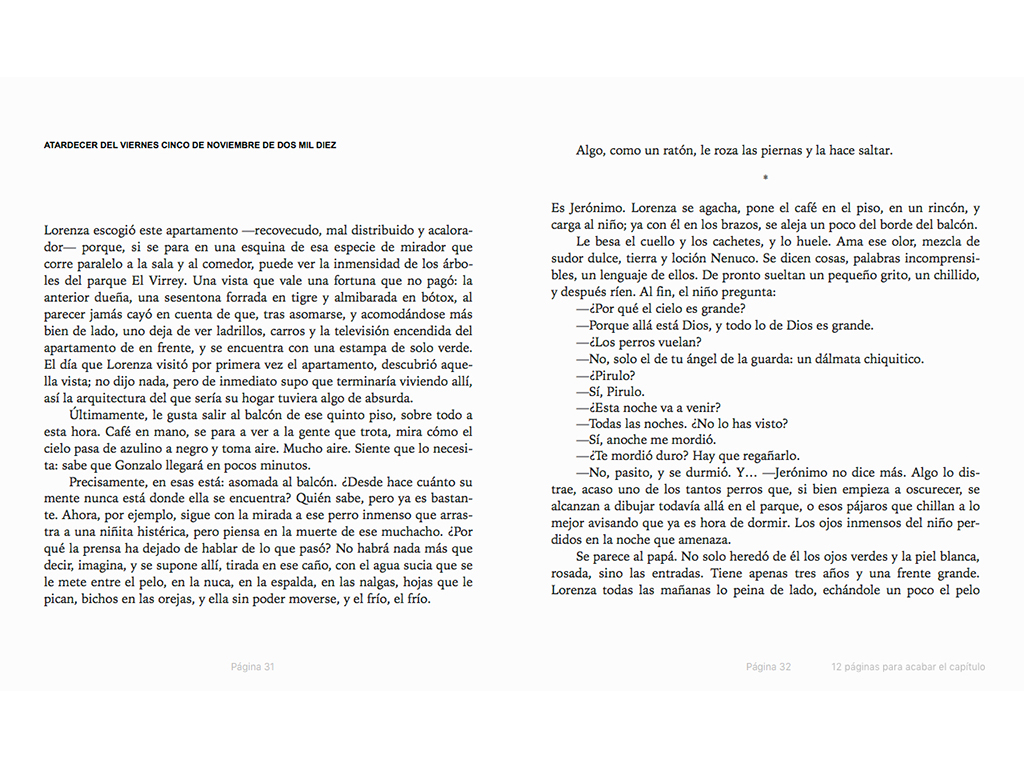 ATARDECER DEL VIERNES CINCO DE NOVIEMBRE DE DOS MIL DIEZ
Lorenza escogió este apartamento —recovecudo, mal distribuido y acalora-
dor— porque, si se para en una esquina de esa especie de mirador que
corre paralelo a la sala y al comedor, puede ver la inmensidad de los árbo-
les del parque El Virrey. Una vista que vale una fortuna que no pagó: la
anterior dueña, una sesentona forrada en tigre y almibarada en bótox, al
parecer jamás cayó en cuenta de que, tras asomarse, y acomodándose más
bien de lado, uno deja de ver ladrillos, carros y la televisión encendida del
apartamento de en frente, y se encuentra con una estampa de solo verde.
El día que Lorenza visitó por primera vez el apartamento, descubrió aque-
lla vista; no dijo nada, pero de inmediato supo que terminaría viviendo allí,
así la arquitectura del que sería su hogar tuviera algo de absurda.
Últimamente, le gusta salir al balcón de ese quinto piso, sobre todo a
esta hora. Café en mano, se para a ver a la gente que trota, mira cómo el
cielo pasa de azulino a negro y toma aire. Mucho aire. Siente que lo necesi-
ta: sabe que Gonzalo llegará en pocos minutos.
Precisamente, en esas está: asomada al balcón. ¿Desde hace cuánto su
mente nunca está donde ella se encuentra? Quién sabe, pero ya es bastan-
te. Ahora, por ejemplo, sigue con la mirada a ese perro inmenso que arras-
tra a una niñita histérica, pero piensa en la muerte de ese muchacho. ¿Por
qué la prensa ha dejado de hablar de lo que pasó? No habrá nada más que
decir, imagina, y se supone allí, tirada en ese caño, con el agua sucia que se
le mete entre el pelo, en la nuca, en la espalda, en las nalgas, hojas que le
pican, bichos en las orejas, y ella sin poder moverse, y el frío, el frío.
Página 31
Algo, como un ratón, le roza las piernas y la hace saltar.
*
Es Jerónimo. Lorenza se agacha, pone el café en el piso, en un rincón, y
carga al niño; ya con él en los brazos, se aleja un poco del borde del balcón.
Le besa el cuello y los cachetes, y lo huele. Ama ese olor, mezcla de
sudor dulce, tierra y loción Nenuco. Se dicen cosas, palabras incomprensi-
bles, un lenguaje de ellos. De pronto sueltan un pequeño grito, un chillido,
y después ríen. Al fin, el niño pregunta:
—¿Por qué el cielo es grande?
—Porque allá está Dios, y todo lo de Dios es grande.
—¿Los perros vuelan?
—No, solo el de tu ángel de la guarda: un dálmata chiquitico.
—¿Pirulo?
—Sí, Pirulo.
—¿Esta noche va a venir?
—Todas las noches. ¿No lo has visto?
—Sí, anoche me mordió.
—¿Te mordió duro? Hay que regañarlo.
—No, pasito, y se durmió. Y… —Jerónimo no dice más. Algo lo dis-
trae, acaso uno de los tantos perros que, si bien empieza a oscurecer, se
alcanzan a dibujar todavía allá en el parque, o esos pájaros que chillan a lo
mejor avisando que ya es hora de dormir. Los ojos inmensos del niño per-
didos en la noche que amenaza.
Se parece al papá. No solo heredó de él los ojos verdes y la piel blanca,
rosada, sino las entradas. Tiene apenas tres años y una frente grande.
Lorenza todas las mañanas lo peina de lado, echándole un poco el pelo
Página 32
12 páginas para acabar el capítulo